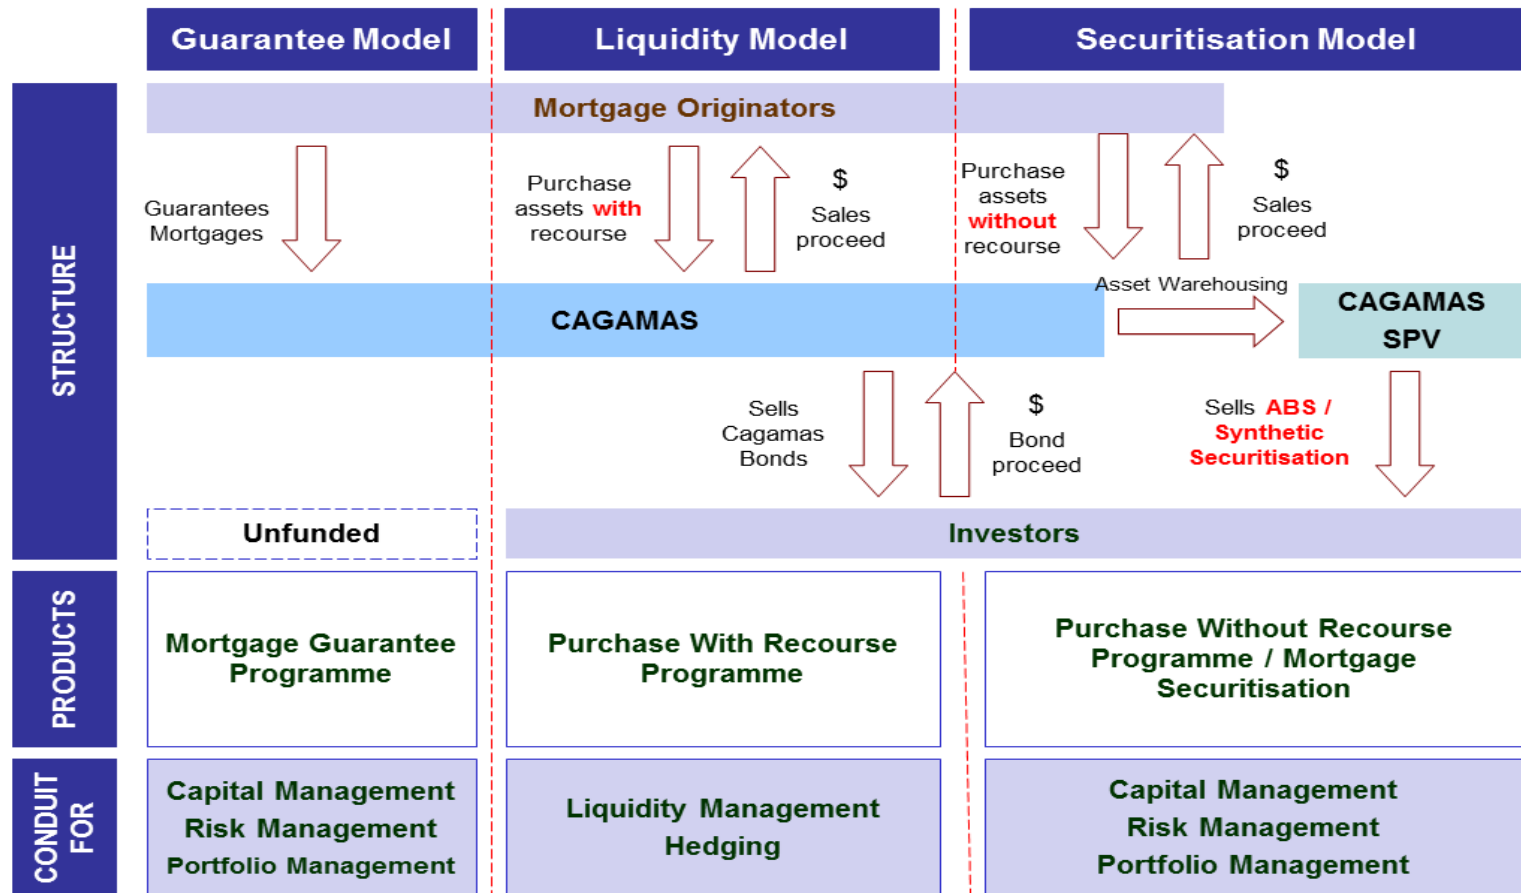 Guarantee Model
Liquidity Model
Securitisation Model
STRUCTURE
Mortgage Originators
Guarantees
Mortgages
Purchase
assets with
recourse
$
Sales
proceed
Purchase
assets
without
recourse
$
Sales
proceed
Asset Warehousing
CAGAMAS
CAGAMAS
SPV
Sells
Cagamas
Bonds
$
Bond
proceed
Sells ABS /
Synthetic
Securitisation
Unfunded
Investors
PRODUCTS
Mortgage Guarantee
Programme
Purchase With Recourse
Programme
Purchase Without Recourse
Programme / Mortgage
Securitisation
CONDUIT
FOR
Capital Management
Risk Management
Portfolio Management
Liquidity Management
Hedging
Capital Management
Risk Management
Portfolio Management